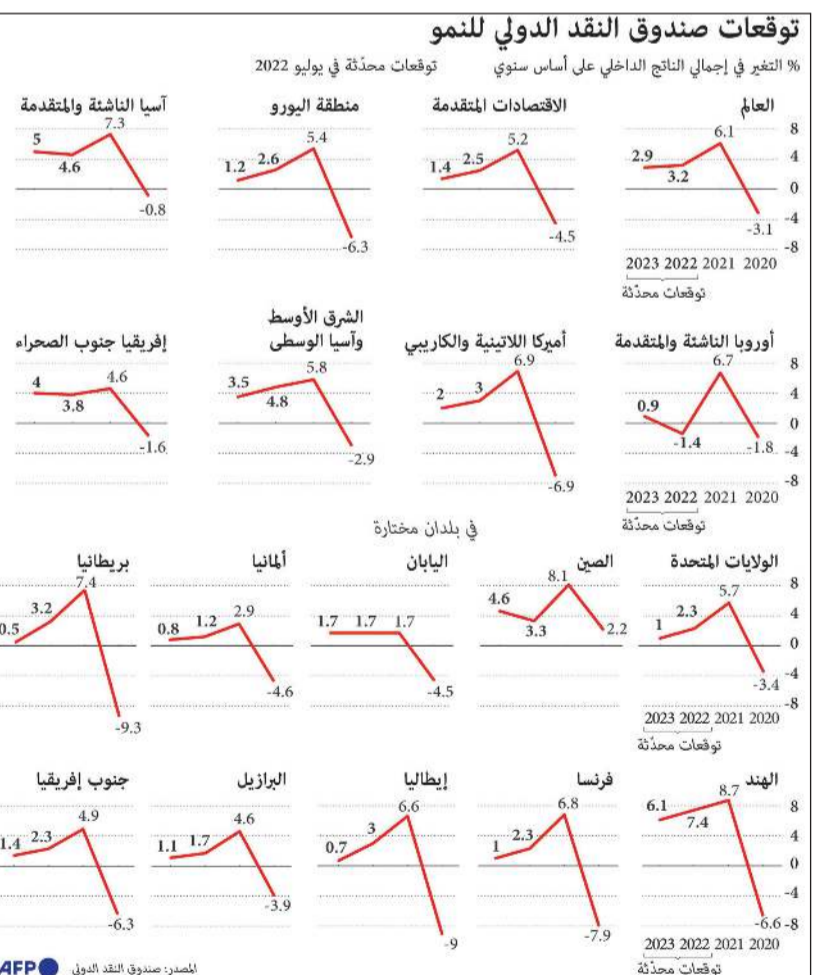 توقعات صندوق النقد الدولي للنمو
% التغير في إجمالي الناتج الداخلي على أساس سنوي توقعات محدّثة في يوليو 2022
العالم
8
4
0
-4
-8
2.9
3.2
6.1
-3.1
2023 2022 2021 2020
توقعات محدّثة
الاقتصادات المتقدمة
1.4
2.5
5.2
-4.5
منطقة اليورو
1.2
2.6
5.4
-6.3
آسيا الناشئة والمتقدمة
5
4.6
7.3
-0.8
أوروبا الناشئة والمتقدمة
8
4
0
-4
-8
0.9
-1.4
6.7
-1.8
2023 2022 2021 2020
توقعات محدّثة
أميركا اللاتينية والكاريبي
2
3
6.9
-6.9
الشرق الأوسط
وآسيا الوسطى
3.5
4.8
5.8
-2.9
إفريقيا جنوب الصحراء
4
3.8
4.6
-1.6
في بلدان مختارة
الولايات المتحدة
8
4
0
-4
-8
1
2.3
5.7
-3.4
2023 2022 2021 2020
توقعات محدّثة
الصين
4.6
3.3
8.1
2.2
اليابان
1.7
1.7
1.7
-4.5
ألمانيا
0.8
1.2
2.9
-4.6
بريطانيا
0.5
3.2
7.4
-9.3
الهند
8
4
0
-4
-8
6.1
7.4
8.7
-6.6
2023 2022 2021 2020
توقعات محدّثة
فرنسا
1
2.3
6.8
-7.9
إيطاليا
0.7
3
6.6
-9
البرازيل
1.1
1.7
4.6
-3.9
جنوب إفريقيا
1.4
2.3
4.9
-6.3
المصدر: صندوق النقد الدولي
AFP